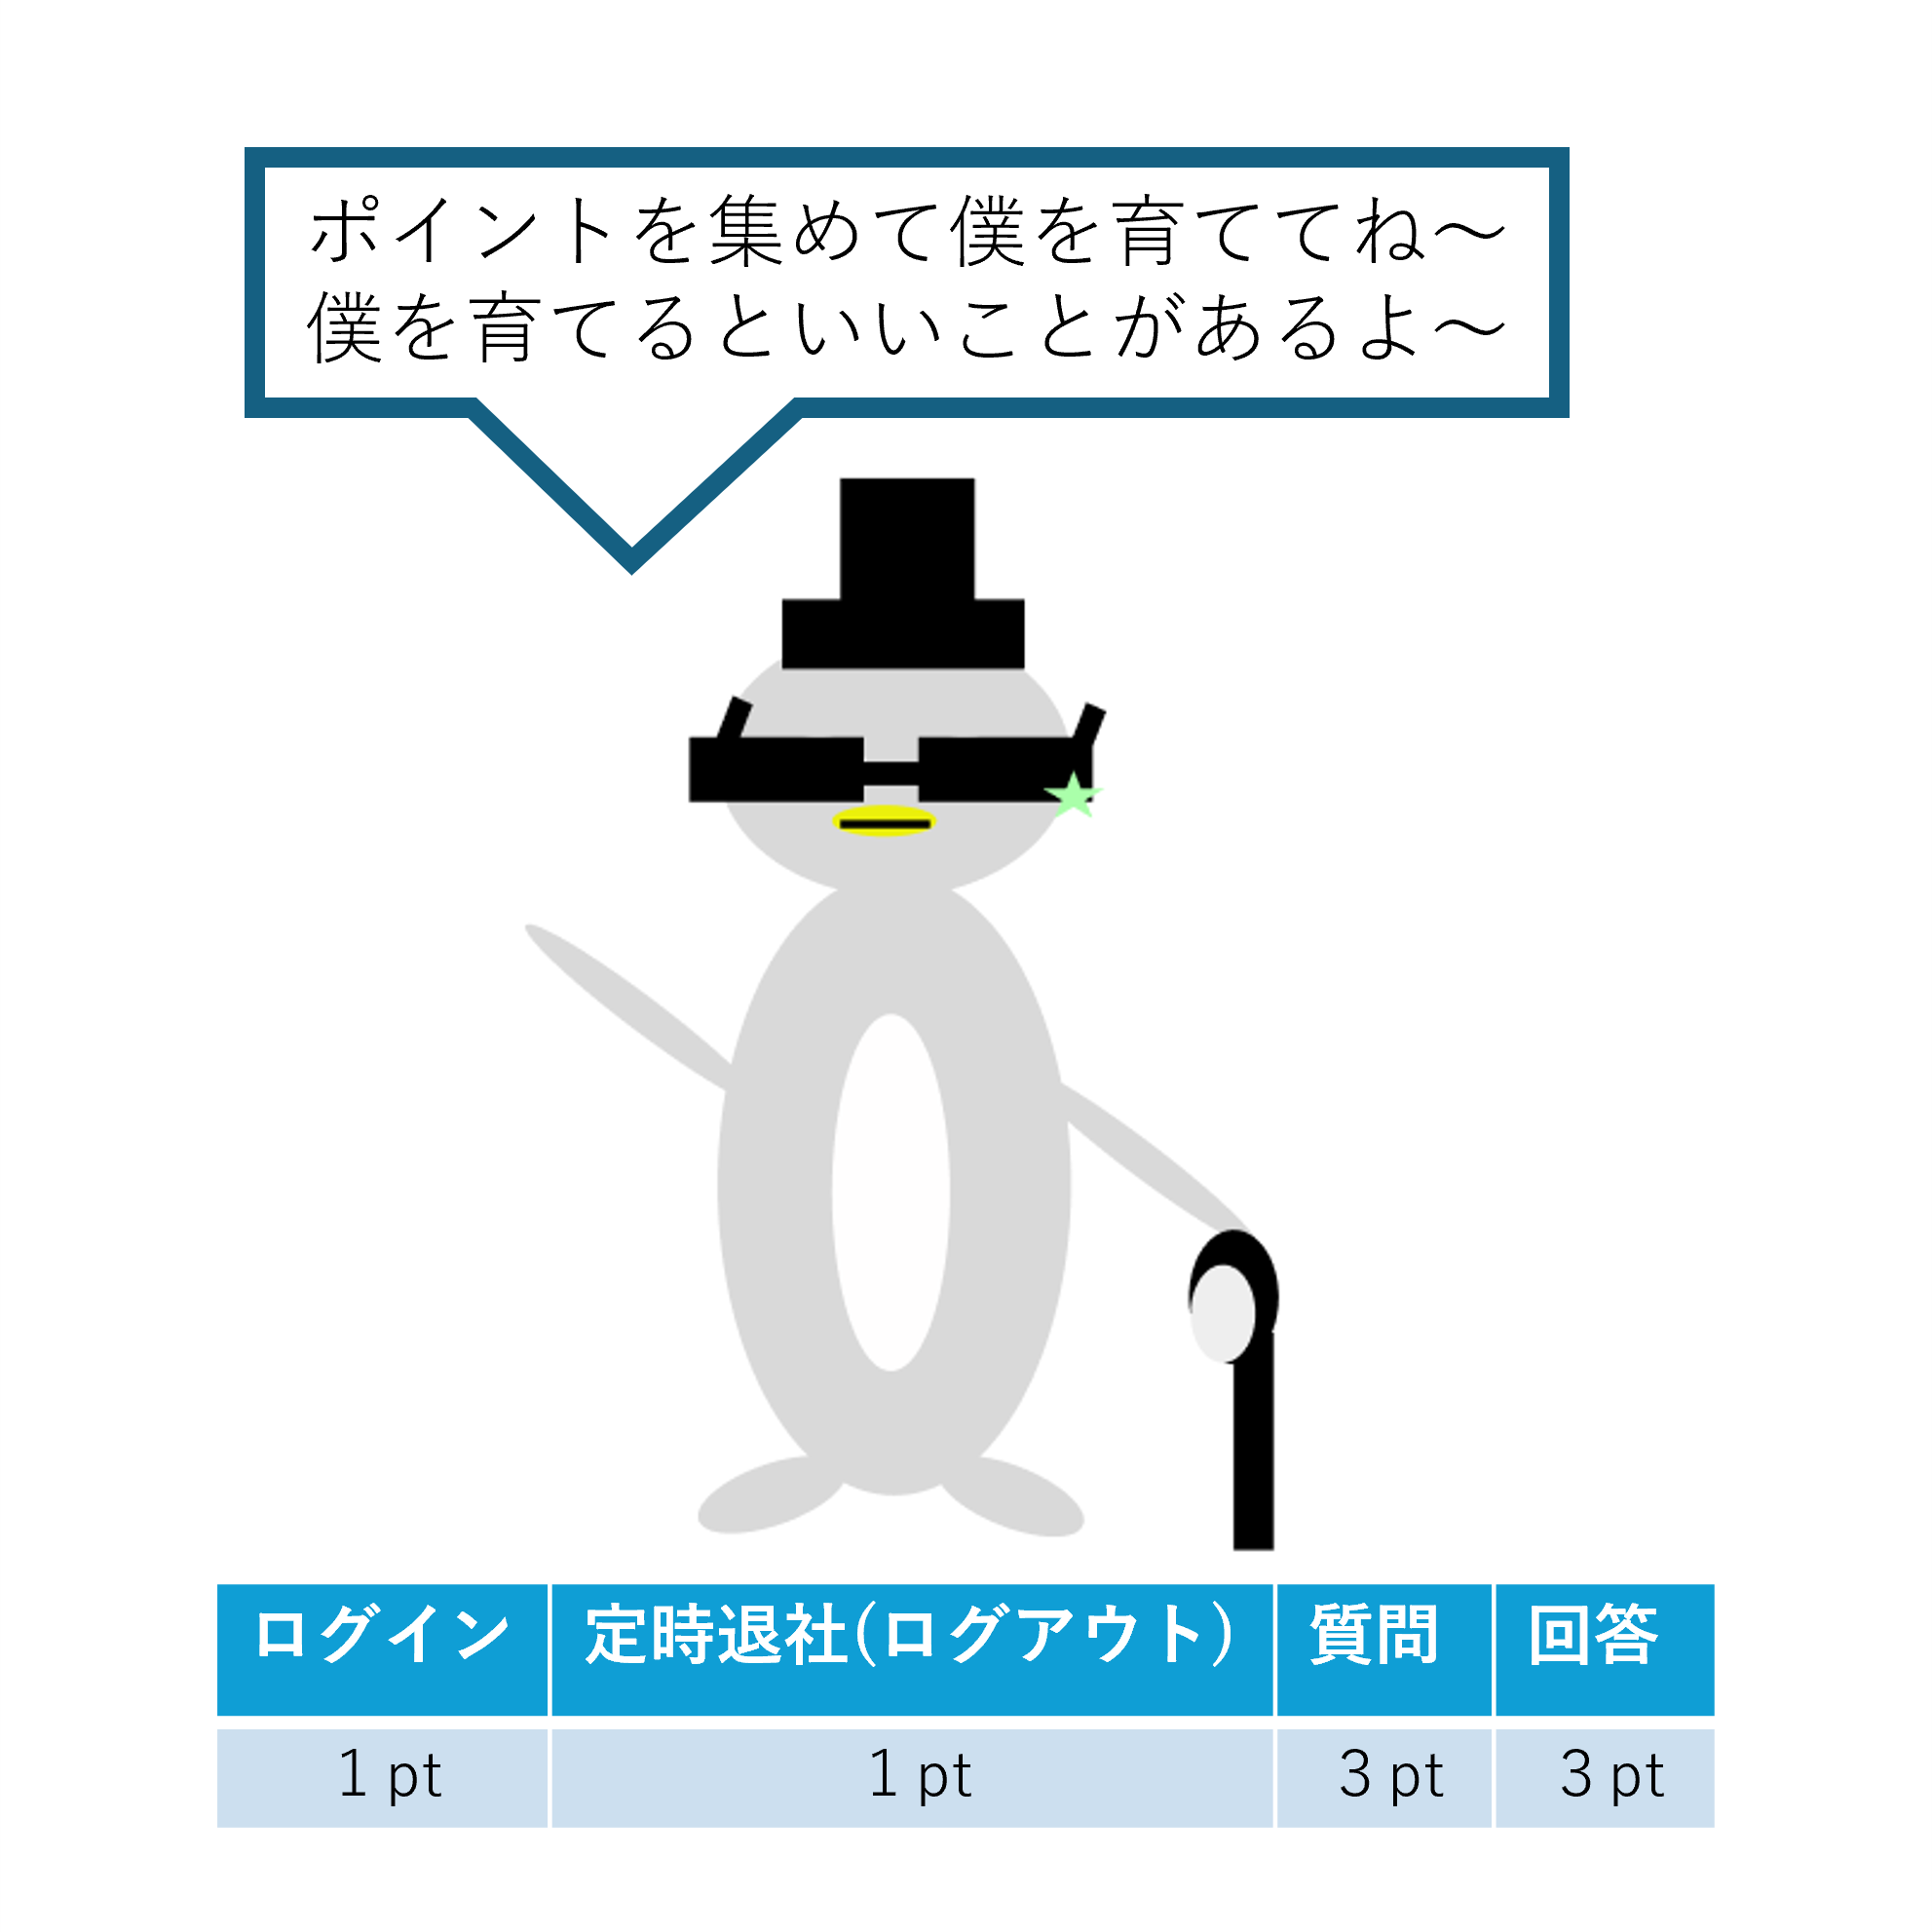 ポイントを集めて僕を育ててね～
僕を育てるといいことがあるよ～
ログイン 定時退社(ログアウト) 質問 回答
1 pt 1 pt 3 pt 3 pt